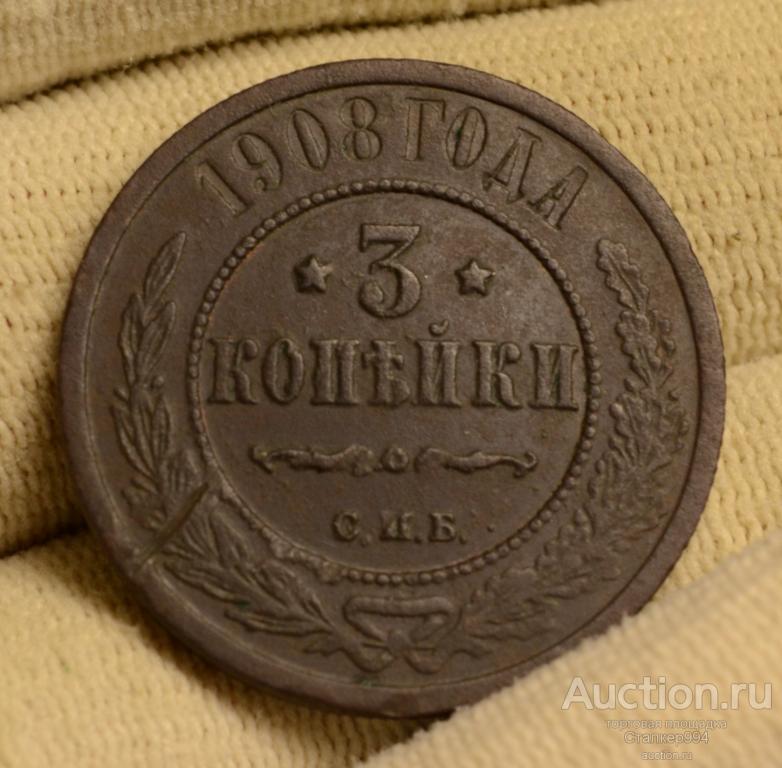 1908 ГОДА
3
КОПѢЙКИ
С.П.Б.
Auction.ru
торговая площадка
Сталкер994
auction.ru